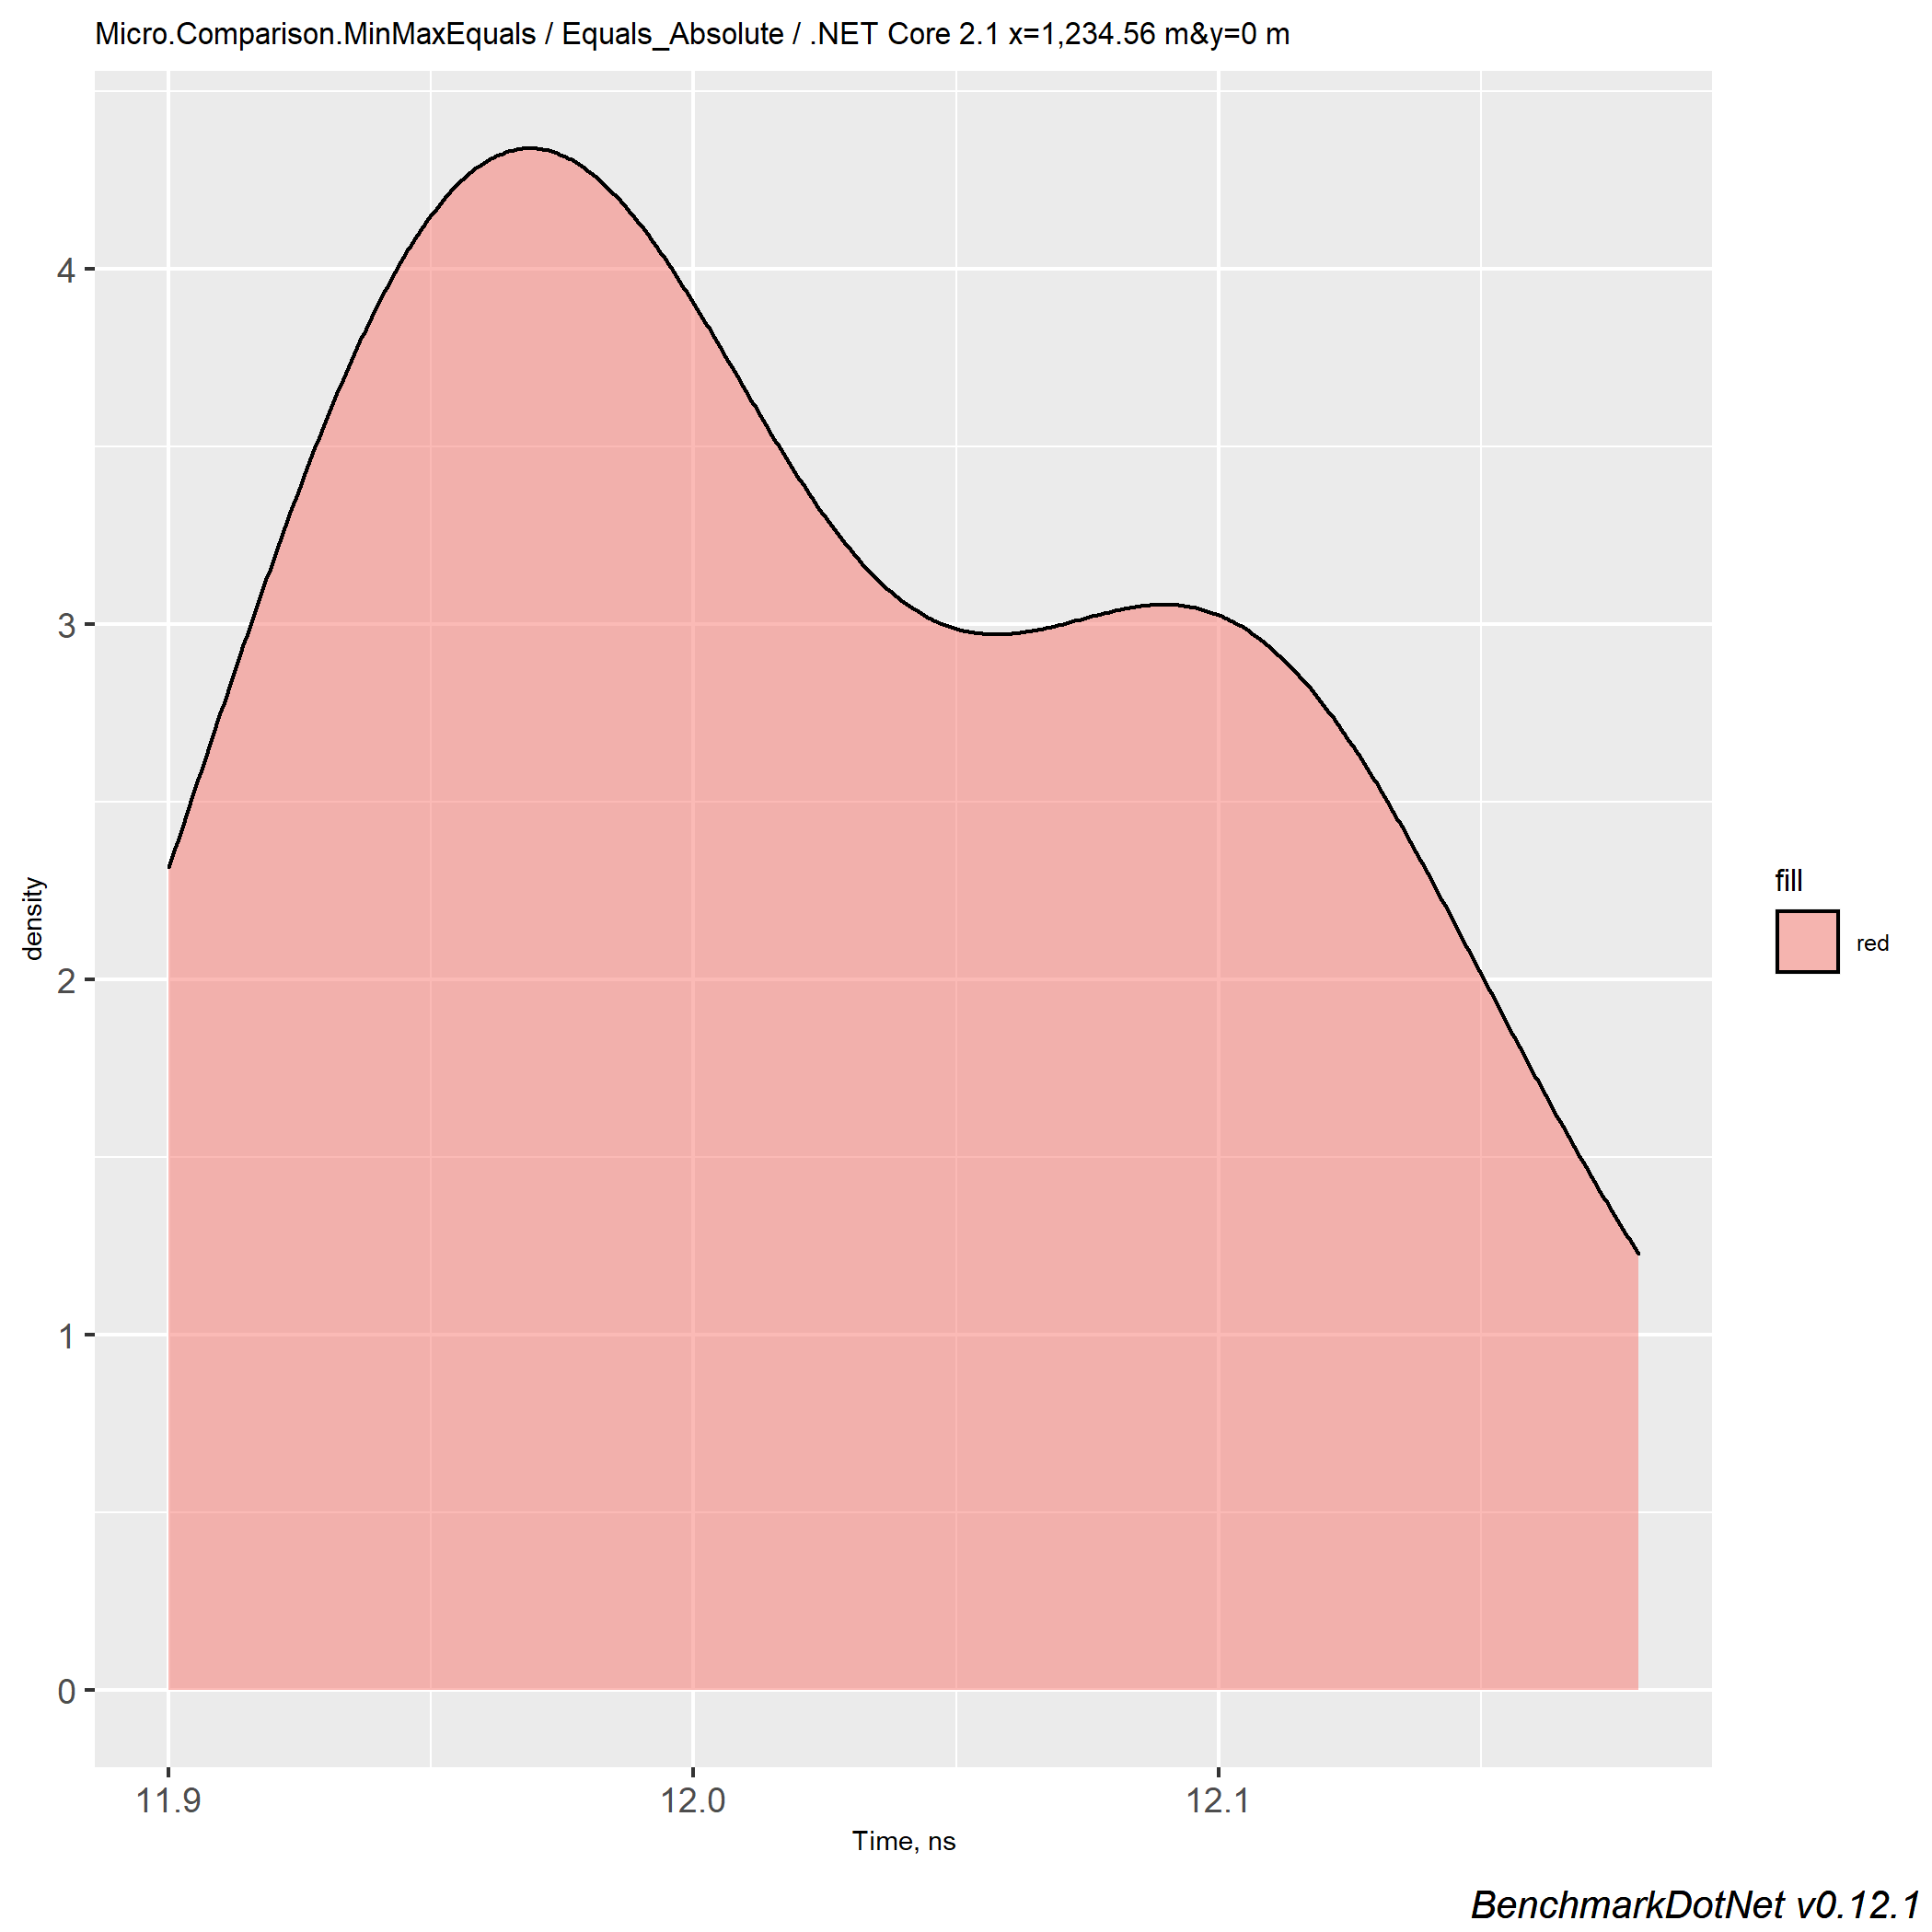 Micro.Comparison.MinMaxEquals / Equals_Absolute / .NET Core 2.1 x=1,234.56 m&y=0 m
4
3
2
1
0
density
11.9 12.0 12.1
Time, ns
fill
red
BenchmarkDotNet v0.12.1